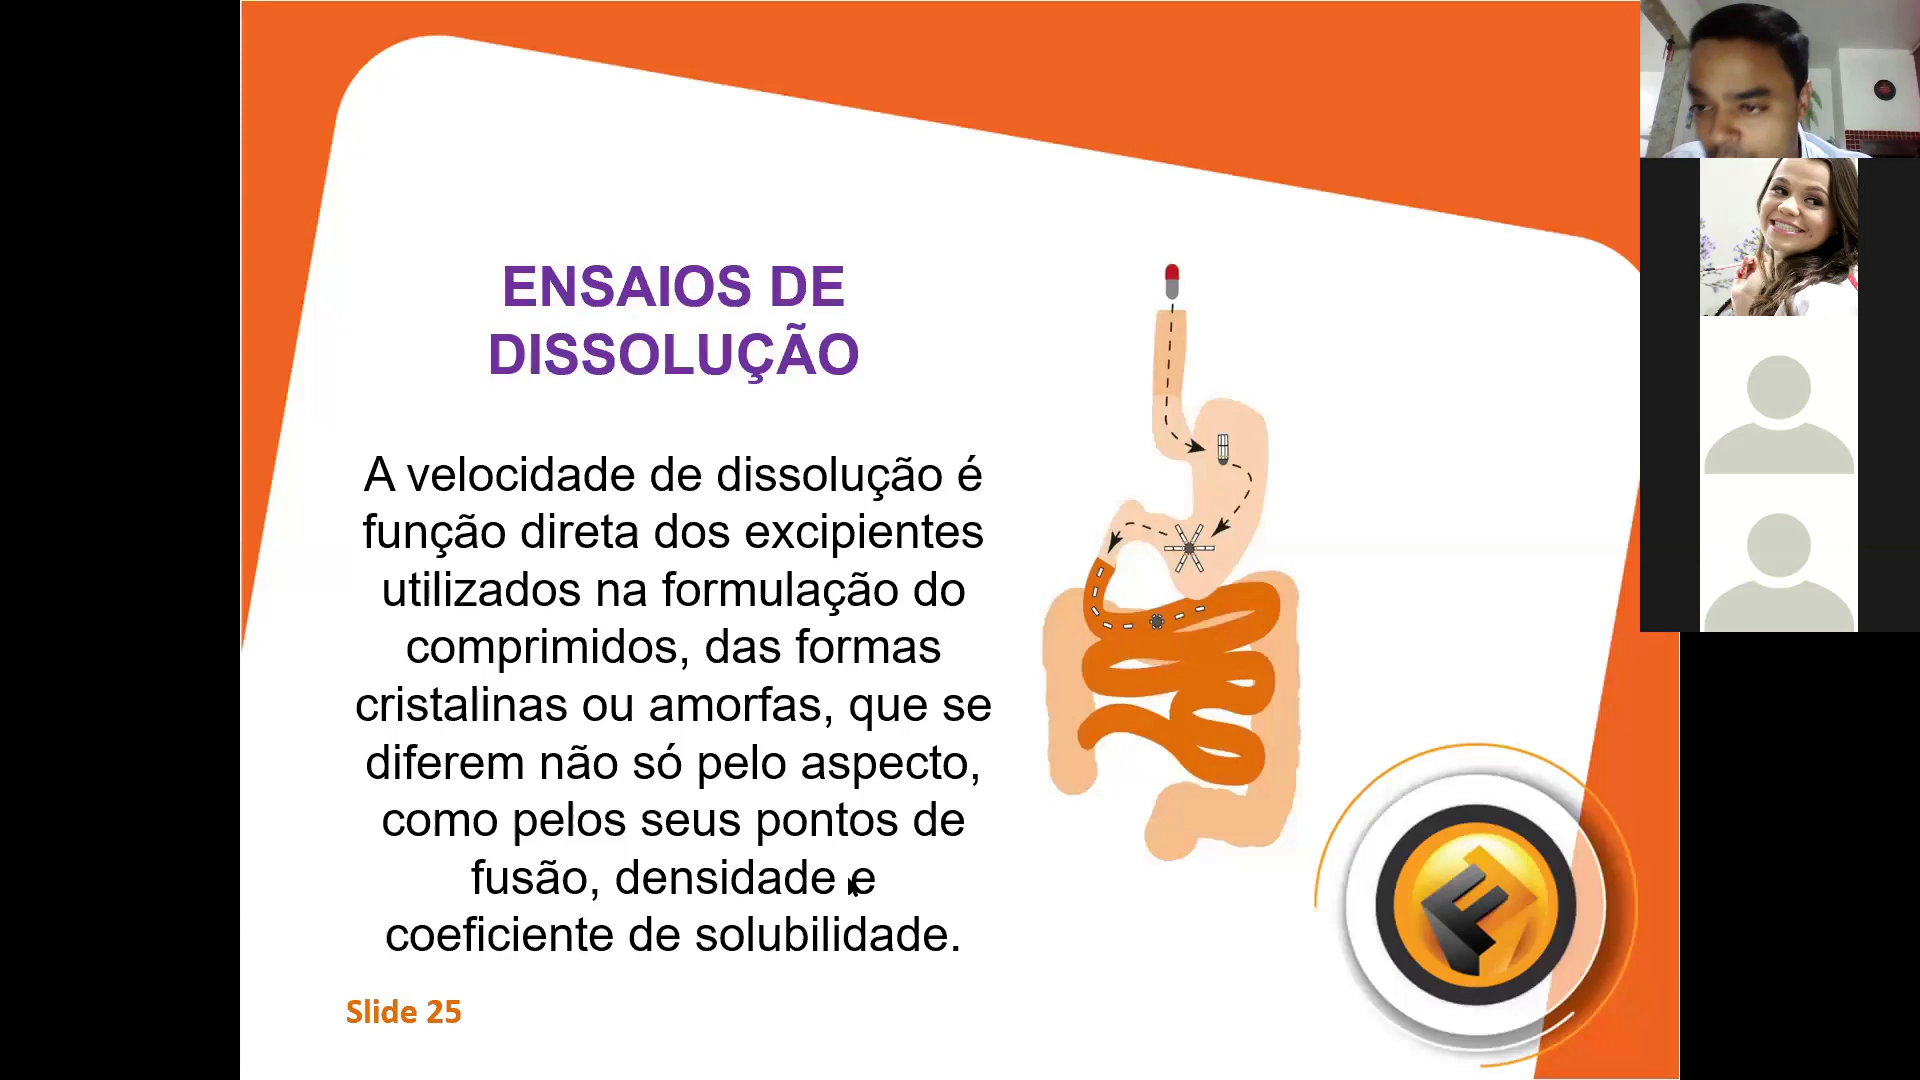 ENSAIOS DE
DISSOLUÇÃO
A velocidade de dissolução é
função direta dos excipientes
utilizados na formulação do
comprimidos, das formas
cristalinas ou amorfas, que se
diferem não só pelo aspecto,
como pelos seus pontos de
fusão, densidade e
coeficiente de solubilidade.
Slide 25